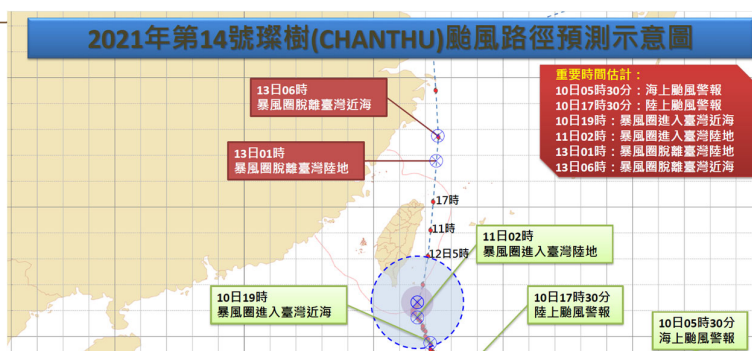 2021年第14號璨樹(CHANTHU)颱風路徑預測示意圖
重要時間估計：
10日05時30分：海上颱風警報
10日17時30分：陸上颱風警報
10日19時：暴風圈進入臺灣近海
11日02時：暴風圈進入臺灣陸地
13日01時：暴風圈脫離臺灣陸地
13日06時：暴風圈脫離臺灣近海
13日06時
暴風圈脫離臺灣近海
13日01時
暴風圈脫離臺灣陸地
17時
11時
12日5時
11日02時
暴風圈進入臺灣陸地
10日19時
暴風圈進入臺灣近海
10日17時30分
陸上颱風警報
10日05時30分
海上颱風警報